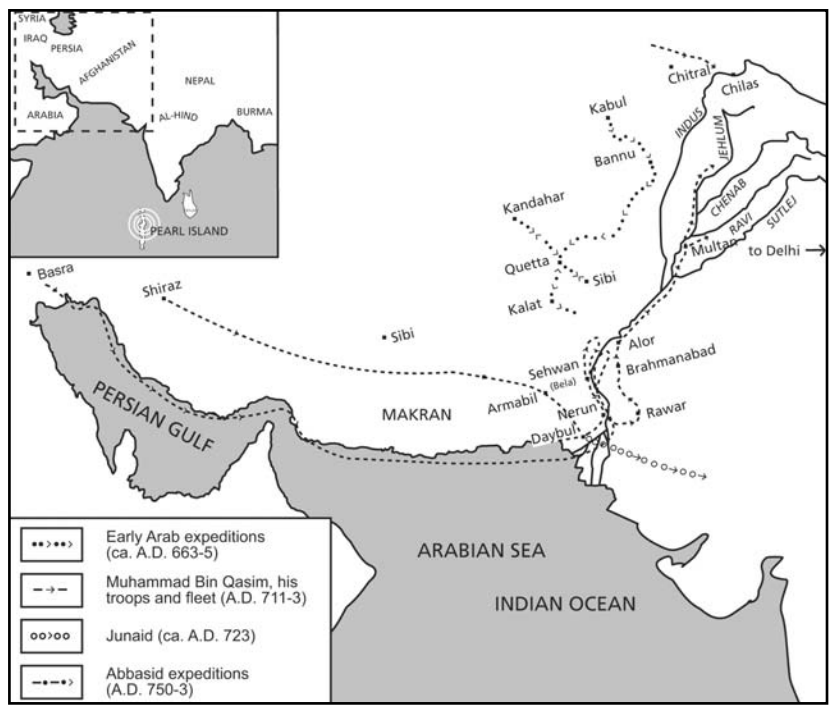 SYRIA
IRAQ
PERSIA
AFGHANISTAN
NEPAL
ARABIA
AL-HIND
BURMA
PEARL ISLAND
Chitral
Chilas
Kabul
INDUS
JEHLUM
Bannu
CHENAB
Kandahar
RAVI
SUTLEJ
Multan
to Delhi
Quetta
Sibi
Basra
Shiraz
Kalat
Sibi
Alor
Sehwan
(Bela)
Brahmanabad
Armabil
PERSIAN GULF
MAKRAN
Nerun
Rawar
Daybul
ARABIAN SEA
INDIAN OCEAN
Early Arab expeditions
(ca. A.D. 663-5)
Muhammad Bin Qasim, his
troops and fleet (A.D. 711-3)
Junaid (ca. A.D. 723)
Abbasid expeditions
(A.D. 750-3)